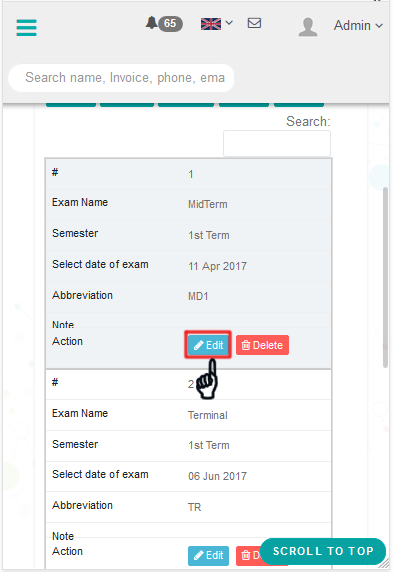 65
Admin
Search name, Invoice, phone, ema
Search:
# 1
Exam Name MidTerm
Semester 1st Term
Select date of exam 11 Apr 2017
Abbreviation MD1
Note
Action Edit Delete
# 2
Exam Name Terminal
Semester 1st Term
Select date of exam 06 Jun 2017
Abbreviation TR
Note
Action Edit
SCROLL TO TOP